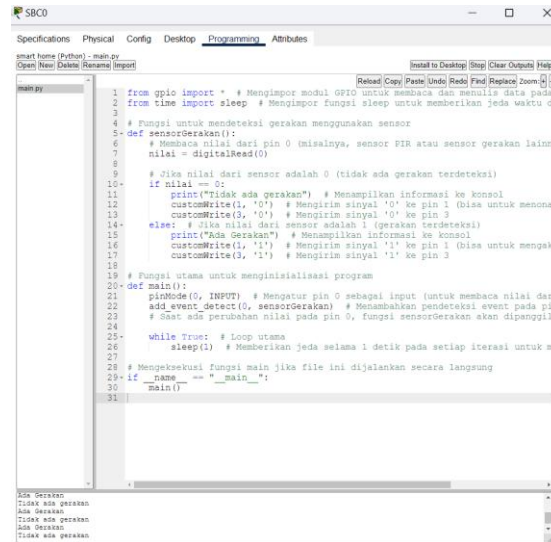 SBC0
Specifications Physical Config Desktop Programming Attributes
smart home (Python) - main.py
Open New Delete Rename Import Install to Desktop Stop Clear Outputs Help
Reload Copy Paste Undo Redo Find Replace Zoom: + -
..
main.py
1 from gpio import * # Mengimpor modul GPIO untuk membaca dan menulis data pada
2 from time import sleep # Mengimpor fungsi sleep untuk memberikan jeda waktu d
3
4 # Fungsi untuk mendeteksi gerakan menggunakan sensor
5 - def sensorGerakan():
6 # Membaca nilai dari pin 0 (misalnya, sensor PIR atau sensor gerakan lainn
7 nilai = digitalRead(0)
8
9 # Jika nilai dari sensor adalah 0 (tidak ada gerakan terdeteksi)
10 - if nilai == 0:
11 print("Tidak ada gerakan") # Menampilkan informasi ke konsol
12 customWrite(1, '0') # Mengirim sinyal '0' ke pin 1 (bisa untuk menona
13 customWrite(3, '0') # Mengirim sinyal '0' ke pin 3
14 - else: # Jika nilai dari sensor adalah 1 (gerakan terdeteksi)
15 print("Ada Gerakan") # Menampilkan informasi ke konsol
16 customWrite(1, '1') # Mengirim sinyal '1' ke pin 1 (bisa untuk mengak
17 customWrite(3, '1') # Mengirim sinyal '1' ke pin 3
18
19 # Fungsi utama untuk menginisialisasi program
20 - def main():
21 pinMode(0, INPUT) # Mengatur pin 0 sebagai input (untuk membaca nilai dar
22 add_event_detect(0, sensorGerakan) # Menambahkan pendeteksi event pada pi
23 # Saat ada perubahan nilai pada pin 0, fungsi sensorGerakan akan dipanggil
24
25 - while True: # Loop utama
26 sleep(1) # Memberikan jeda selama 1 detik pada setiap iterasi untuk m
27
28 # Mengeksekusi fungsi main jika file ini dijalankan secara langsung
29 - if __name__ == "__main__":
30 main()
31
Ada Gerakan
Tidak ada gerakan
Ada Gerakan
Tidak ada gerakan
Ada Gerakan
Tidak ada gerakan